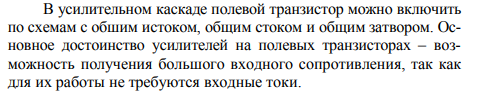 В усилительном каскаде полевой транзистор можно включить
по схемам с обшим истоком, общим стоком и общим затвором. Ос-
новное достоинство усилителей на полевых транзисторах – воз-
можность получения большого входного сопротивления, так как
для их работы не требуются входные токи.